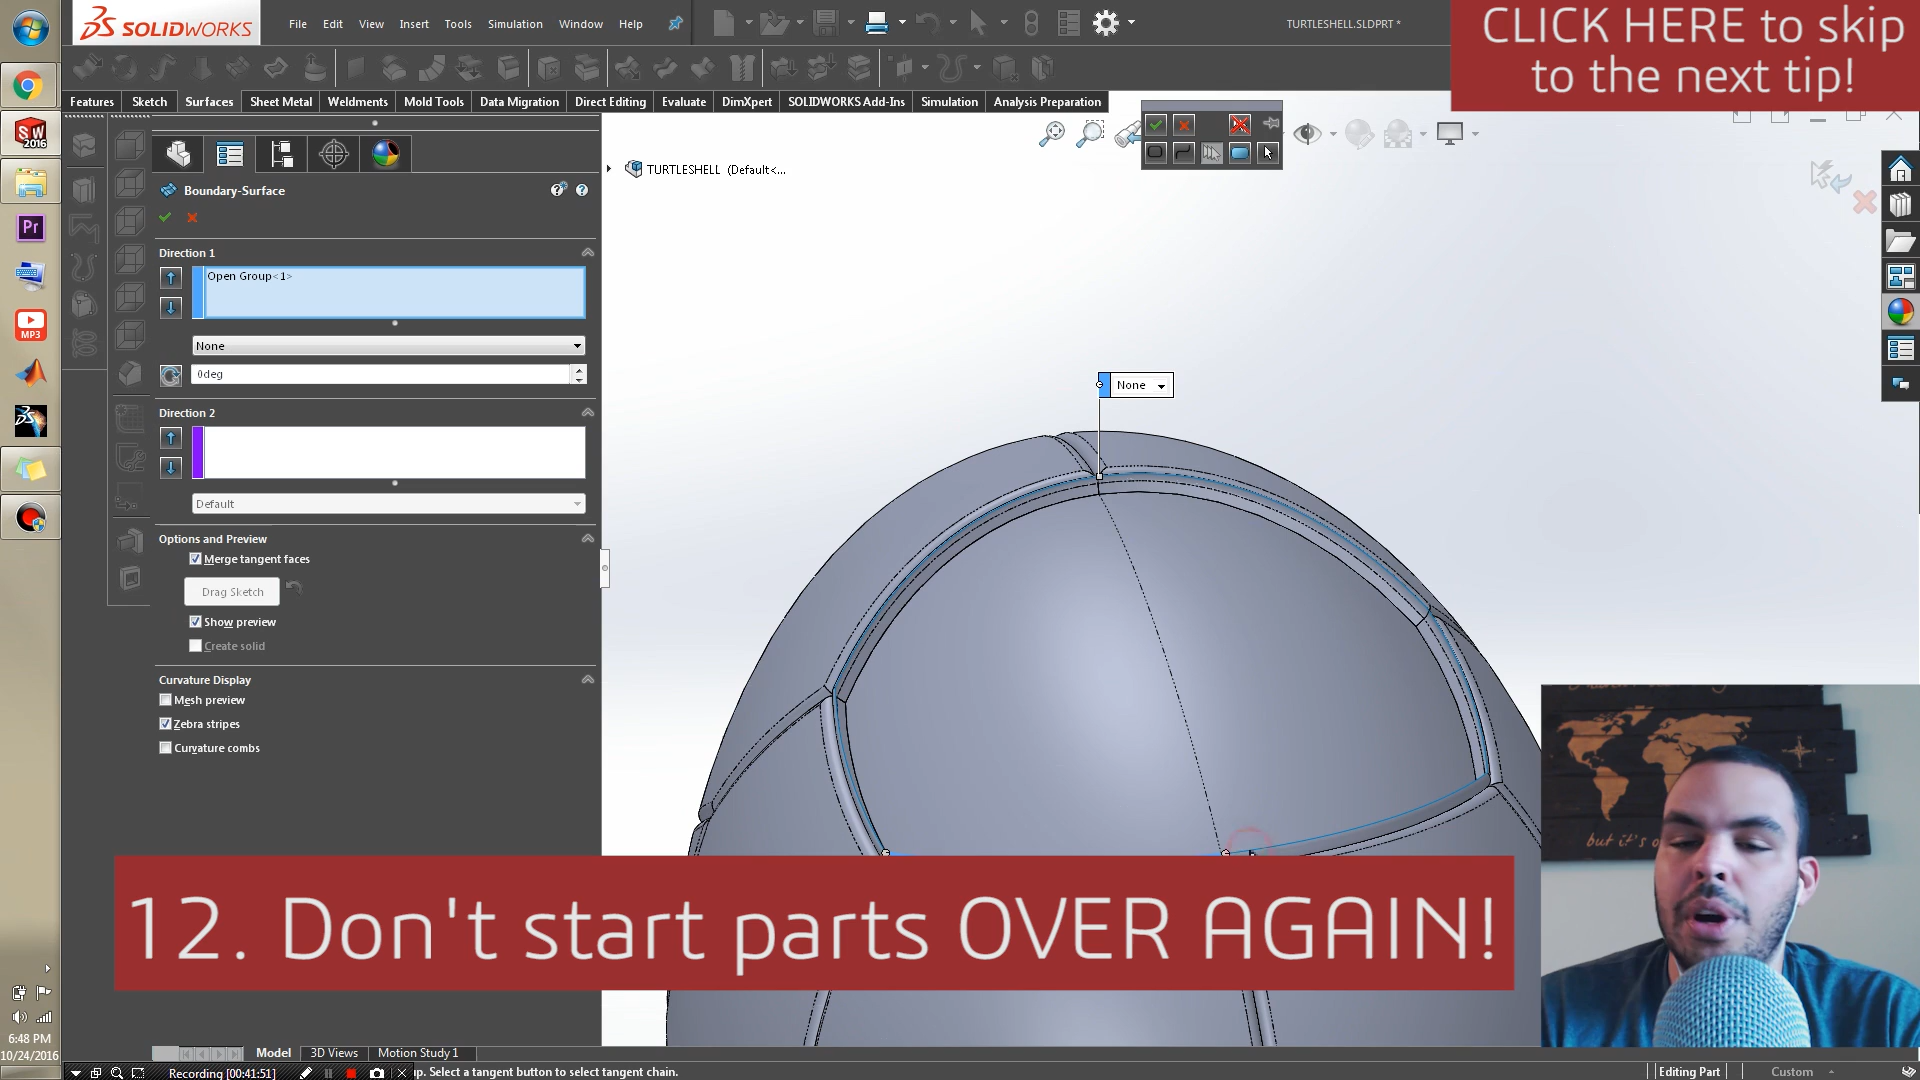 SOLIDWORKS
File Edit View Insert Tools Simulation Window Help
TURTLESHELL.SLDPRT *
CLICK HERE to skip
to the next tip!
Features Sketch Surfaces Sheet Metal Weldments Mold Tools Data Migration Direct Editing Evaluate DimXpert SOLIDWORKS Add-Ins Simulation Analysis Preparation
SW
2016
TURTLESHELL (Default<...
Boundary-Surface
Pr
Direction 1
Open Group<1>
MP3
None
0deg
None
Direction 2
Default
Options and Preview
Merge tangent faces
Drag Sketch
Show preview
Create solid
Curvature Display
Mesh preview
Zebra stripes
Curvature combs
12. Don't start parts OVER AGAIN!
6:48 PM
10/24/2016
Model 3D Views Motion Study 1
Recording [00:41:51]
p. Select a tangent button to select tangent chain.
Editing Part
Custom